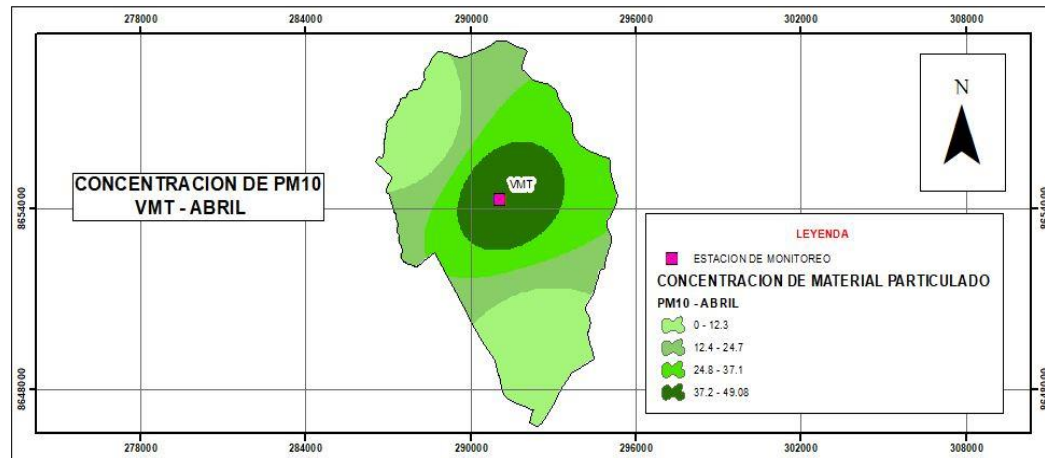 278000 284000 290000 296000 302000 308000
N
CONCENTRACION DE PM10
VMT - ABRIL
VMT
8654000
8654000
LEYENDA
ESTACION DE MONITOREO
CONCENTRACION DE MATERIAL PARTICULADO
PM10 - ABRIL
0 - 12.3
12.4 - 24.7
24.8 - 37.1
37.2 - 49.08
8648000
8648000
278000 284000 290000 296000 302000 308000